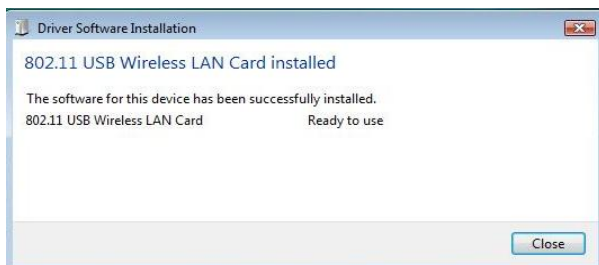 Driver Software Installation
802.11 USB Wireless LAN Card installed
The software for this device has been successfully installed.
802.11 USB Wireless LAN Card Ready to use
Close